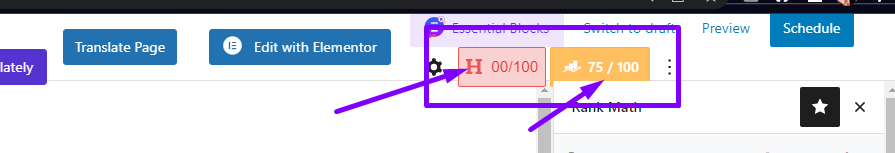 Essential Blocks Switch to draft Preview Schedule
Translate Page Edit with Elementor
lately
H 00/100 75 / 100
Rank Math